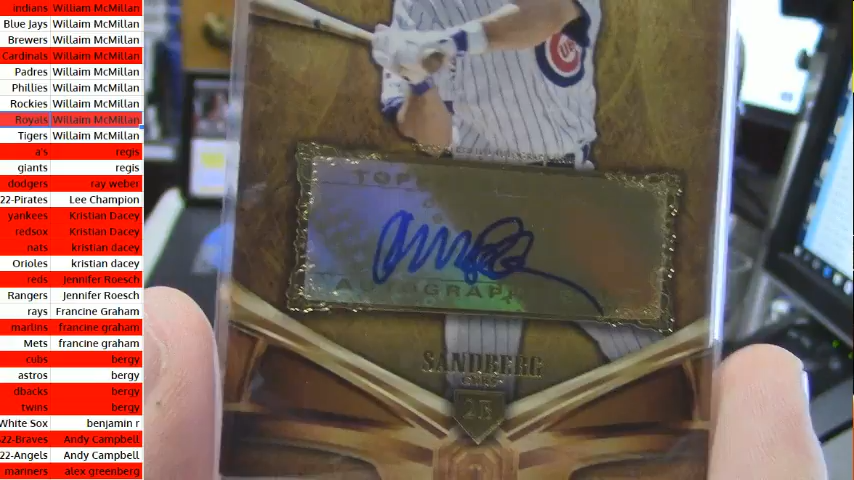 Indians Willaim McMillan
Blue Jays Willaim McMillan
Brewers Willaim McMillan
Cardinals Willaim McMillan
Padres Willaim McMillan
Phillies Willaim McMillan
Rockies Willaim McMillan
Royals Willaim McMillan
Tigers Willaim McMillan
a's regis
giants regis
dodgers ray weber
22-Pirates Lee Champion
yankees Kristian Dacey
redsox Kristian Dacey
nats kristian dacey
Orioles kristian dacey
reds Jennifer Roesch
Rangers Jennifer Roesch
rays Francine Graham
marlins francine graham
Mets francine graham
cubs bergy
astros bergy
dbacks bergy
twins bergy
White Sox benjamin r
22-Braves Andy Campbell
22-Angels Andy Campbell
mariners alex greenberg
TOP
AUTOGRAP
SANDBERG
2B